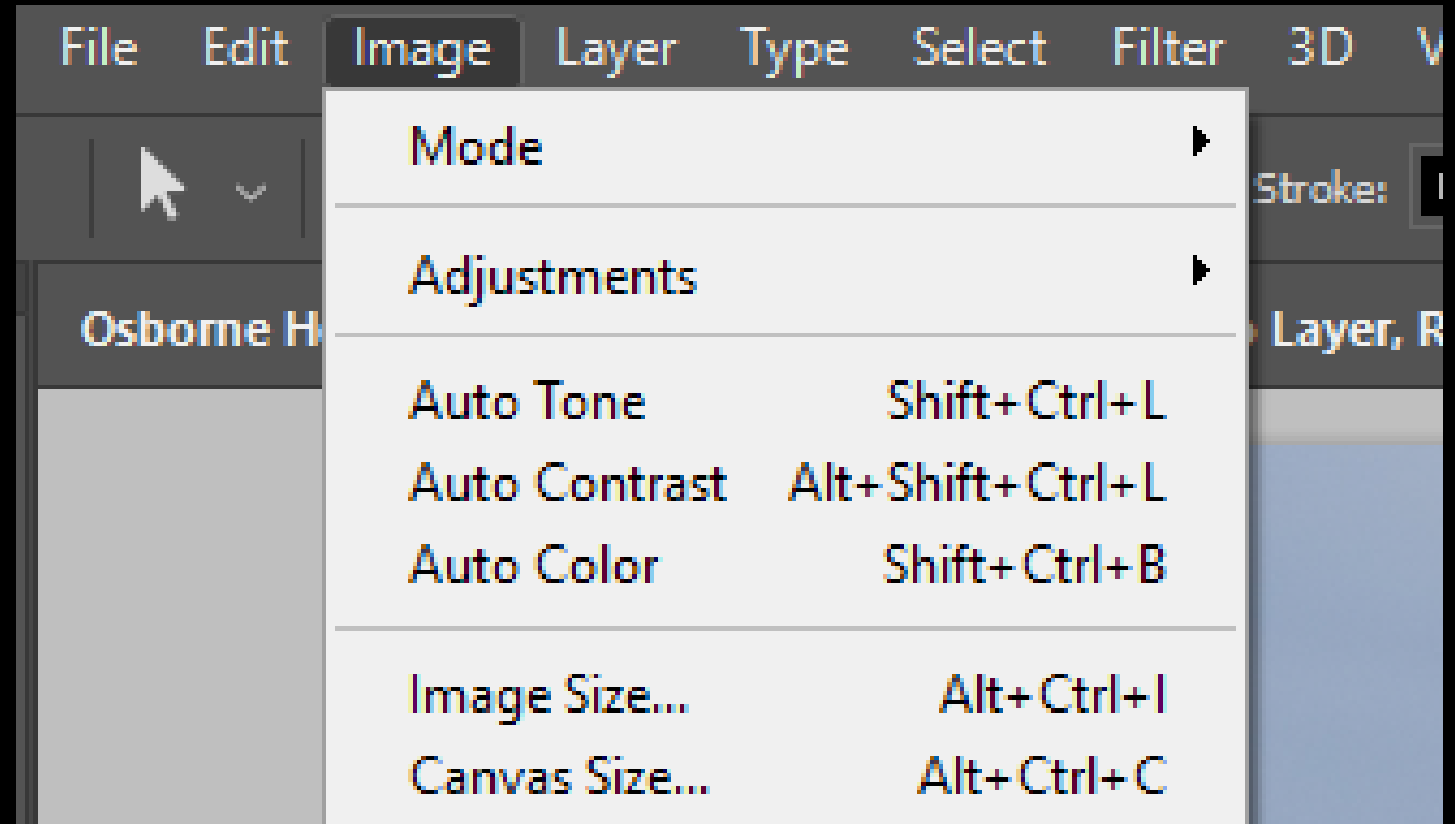 File Edit Image Layer Type Select Filter 3D
Mode
Stroke:
Adjustments
Osborne Layer,
Auto Tone Shift+Ctrl+L
Auto Contrast Alt+Shift+Ctrl+L
Auto Color Shift+Ctrl+B
Image Size... Alt+Ctrl+I
Canvas Size... Alt+Ctrl+C